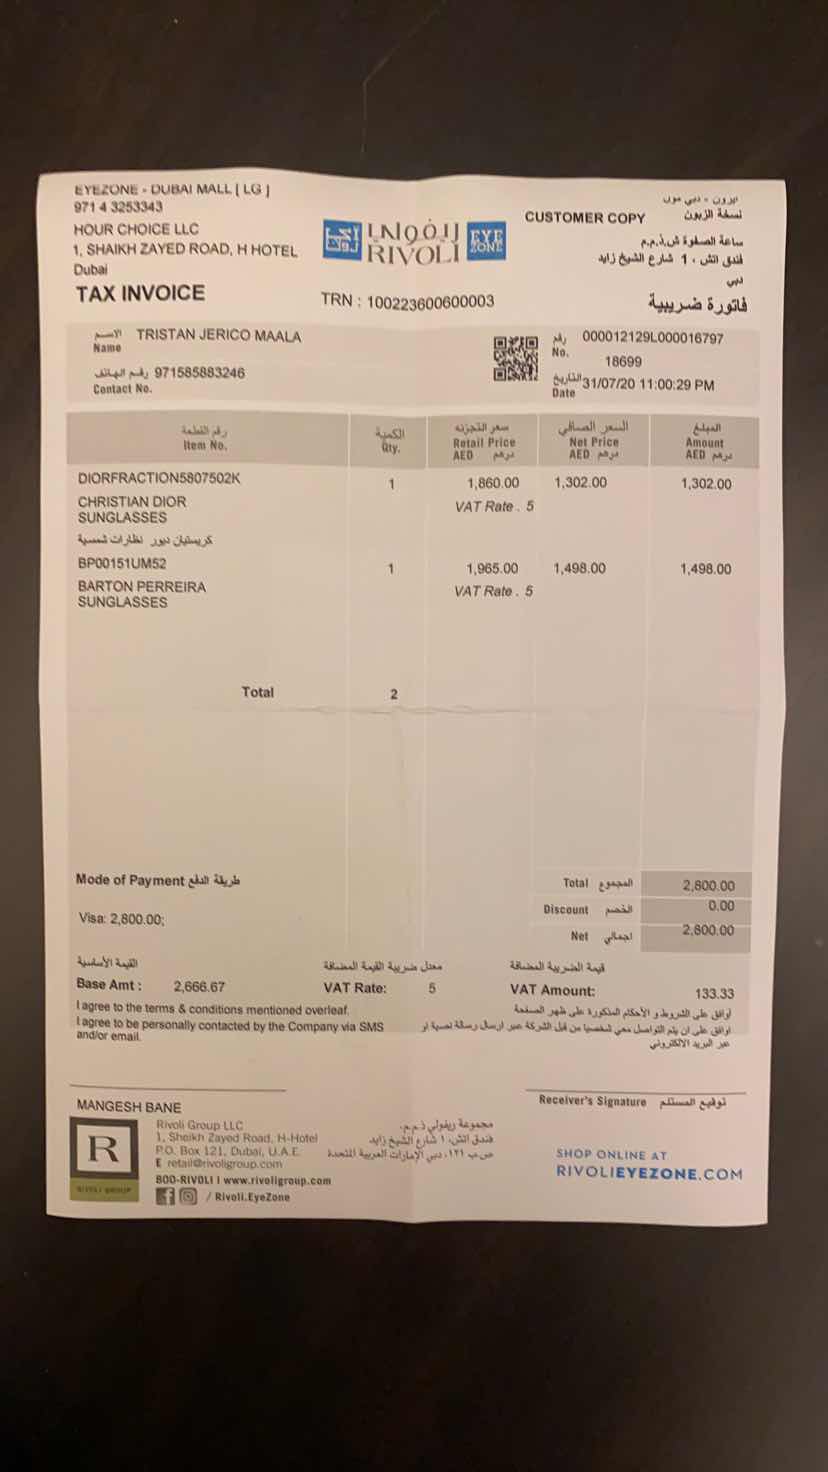 EYEZONE - DUBAI MALL [ LG ]
971 4 3253343
HOUR CHOICE LLC
1, SHAIKH ZAYED ROAD, H HOTEL
Dubai
TAX INVOICE
ريفولي
RIVOLI
EYE ZONE
TRN : 100223600600003
CUSTOMER COPY
ايزون - دبي مول
نسخة الزبون
ساعة الصفوة ش.ذ.م.م
فندق اتش ، 1 شارع الشيخ زايد
دبي
فاتورة ضريبية
الاسم TRISTAN JERICO MAALA
Name
رقم الهاتف 971585883246
Contact No.
رقم 000012129L000016797
No. 18699
التاريخ 31/07/20 11:00:29 PM
Date
رقم القطعة الكمية سعر التجزئه السعر الصافي المبلغ
Item No. Qty. Retail Price Net Price Amount
AED درهم AED درهم AED درهم
DIORFRACTION5807502K 1 1,860.00 1,302.00 1,302.00
CHRISTIAN DIOR VAT Rate . 5
SUNGLASSES
كريستيان ديور نظارات شمسية
BP00151UM52 1 1,965.00 1,498.00 1,498.00
BARTON PERREIRA VAT Rate . 5
SUNGLASSES
Total 2
Mode of Payment طريقة الدفع
Visa: 2,800.00;
Total المجموع 2,800.00
Discount الخصم 0.00
Net اجمالي 2,800.00
القيمة الأساسية معدل ضريبة القيمة المضافة قيمة الضريبة المضافة
Base Amt : 2,666.67 VAT Rate: 5 VAT Amount: 133.33
I agree to the terms & conditions mentioned overleaf.
I agree to be personally contacted by the Company via SMS
and/or email.
اوافق على الشروط و الأحكام المذكورة على ظهر الصفحة
اوافق على ان يتم التواصل معي شخصيا من قبل الشركة عبر ارسال رسالة نصية او
عبر البريد الالكتروني
MANGESH BANE
Receiver's Signature توقيع المستلم
R
RIVOLI GROUP
Rivoli Group LLC
1, Sheikh Zayed Road, H-Hotel
P.O. Box 121, Dubai, U.A.E.
E retail@rivoligroup.com
800-RIVOLI I www.rivoligroup.com
/ Rivoli.EyeZone
مجموعة ريفولي ذ.م.م.
فندق اتش، ١ شارع الشيخ زايد
ص.ب ١٢١، دبي الإمارات العربية المتحدة
SHOP ONLINE AT
RIVOLIEYEZONE.COM